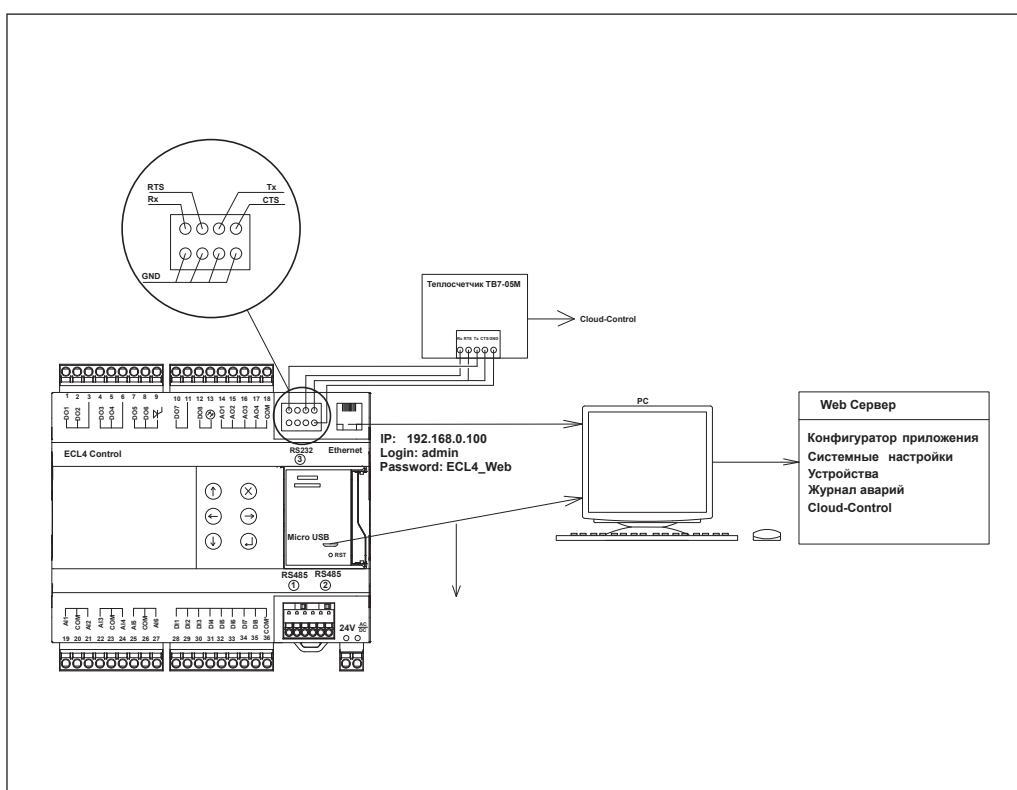 RTS Tx
Rx CTS
GND
Теплосчетчик ТВ7-05М
Rx RTS Tx CTS GND
Cloud-Control
1 2 3 4 5 6 7 8 9 10 11 12 13 14 15 16 17 18
DO1 DO2 DO3 DO4 DO5 DO6 DO7 DO8 AO1 AO2 AO3 AO4 COM
ECL4 Control
RS232
3
Ethernet
IP: 192.168.0.100
Login: admin
Password: ECL4_Web
PC
Web Сервер
Конфигуратор приложения
Системные настройки
Устройства
Журнал аварий
Cloud-Control
Micro USB
RST
RS485 RS485
1 2
AI1 COM AI2 AI3 COM AI4 AI5 COM AI6 DI1 DI2 DI3 DI4 DI5 DI6 DI7 DI8 COM*
19 20 21 22 23 24 25 26 27 28 29 30 31 32 33 34 35 36
24V AC DC